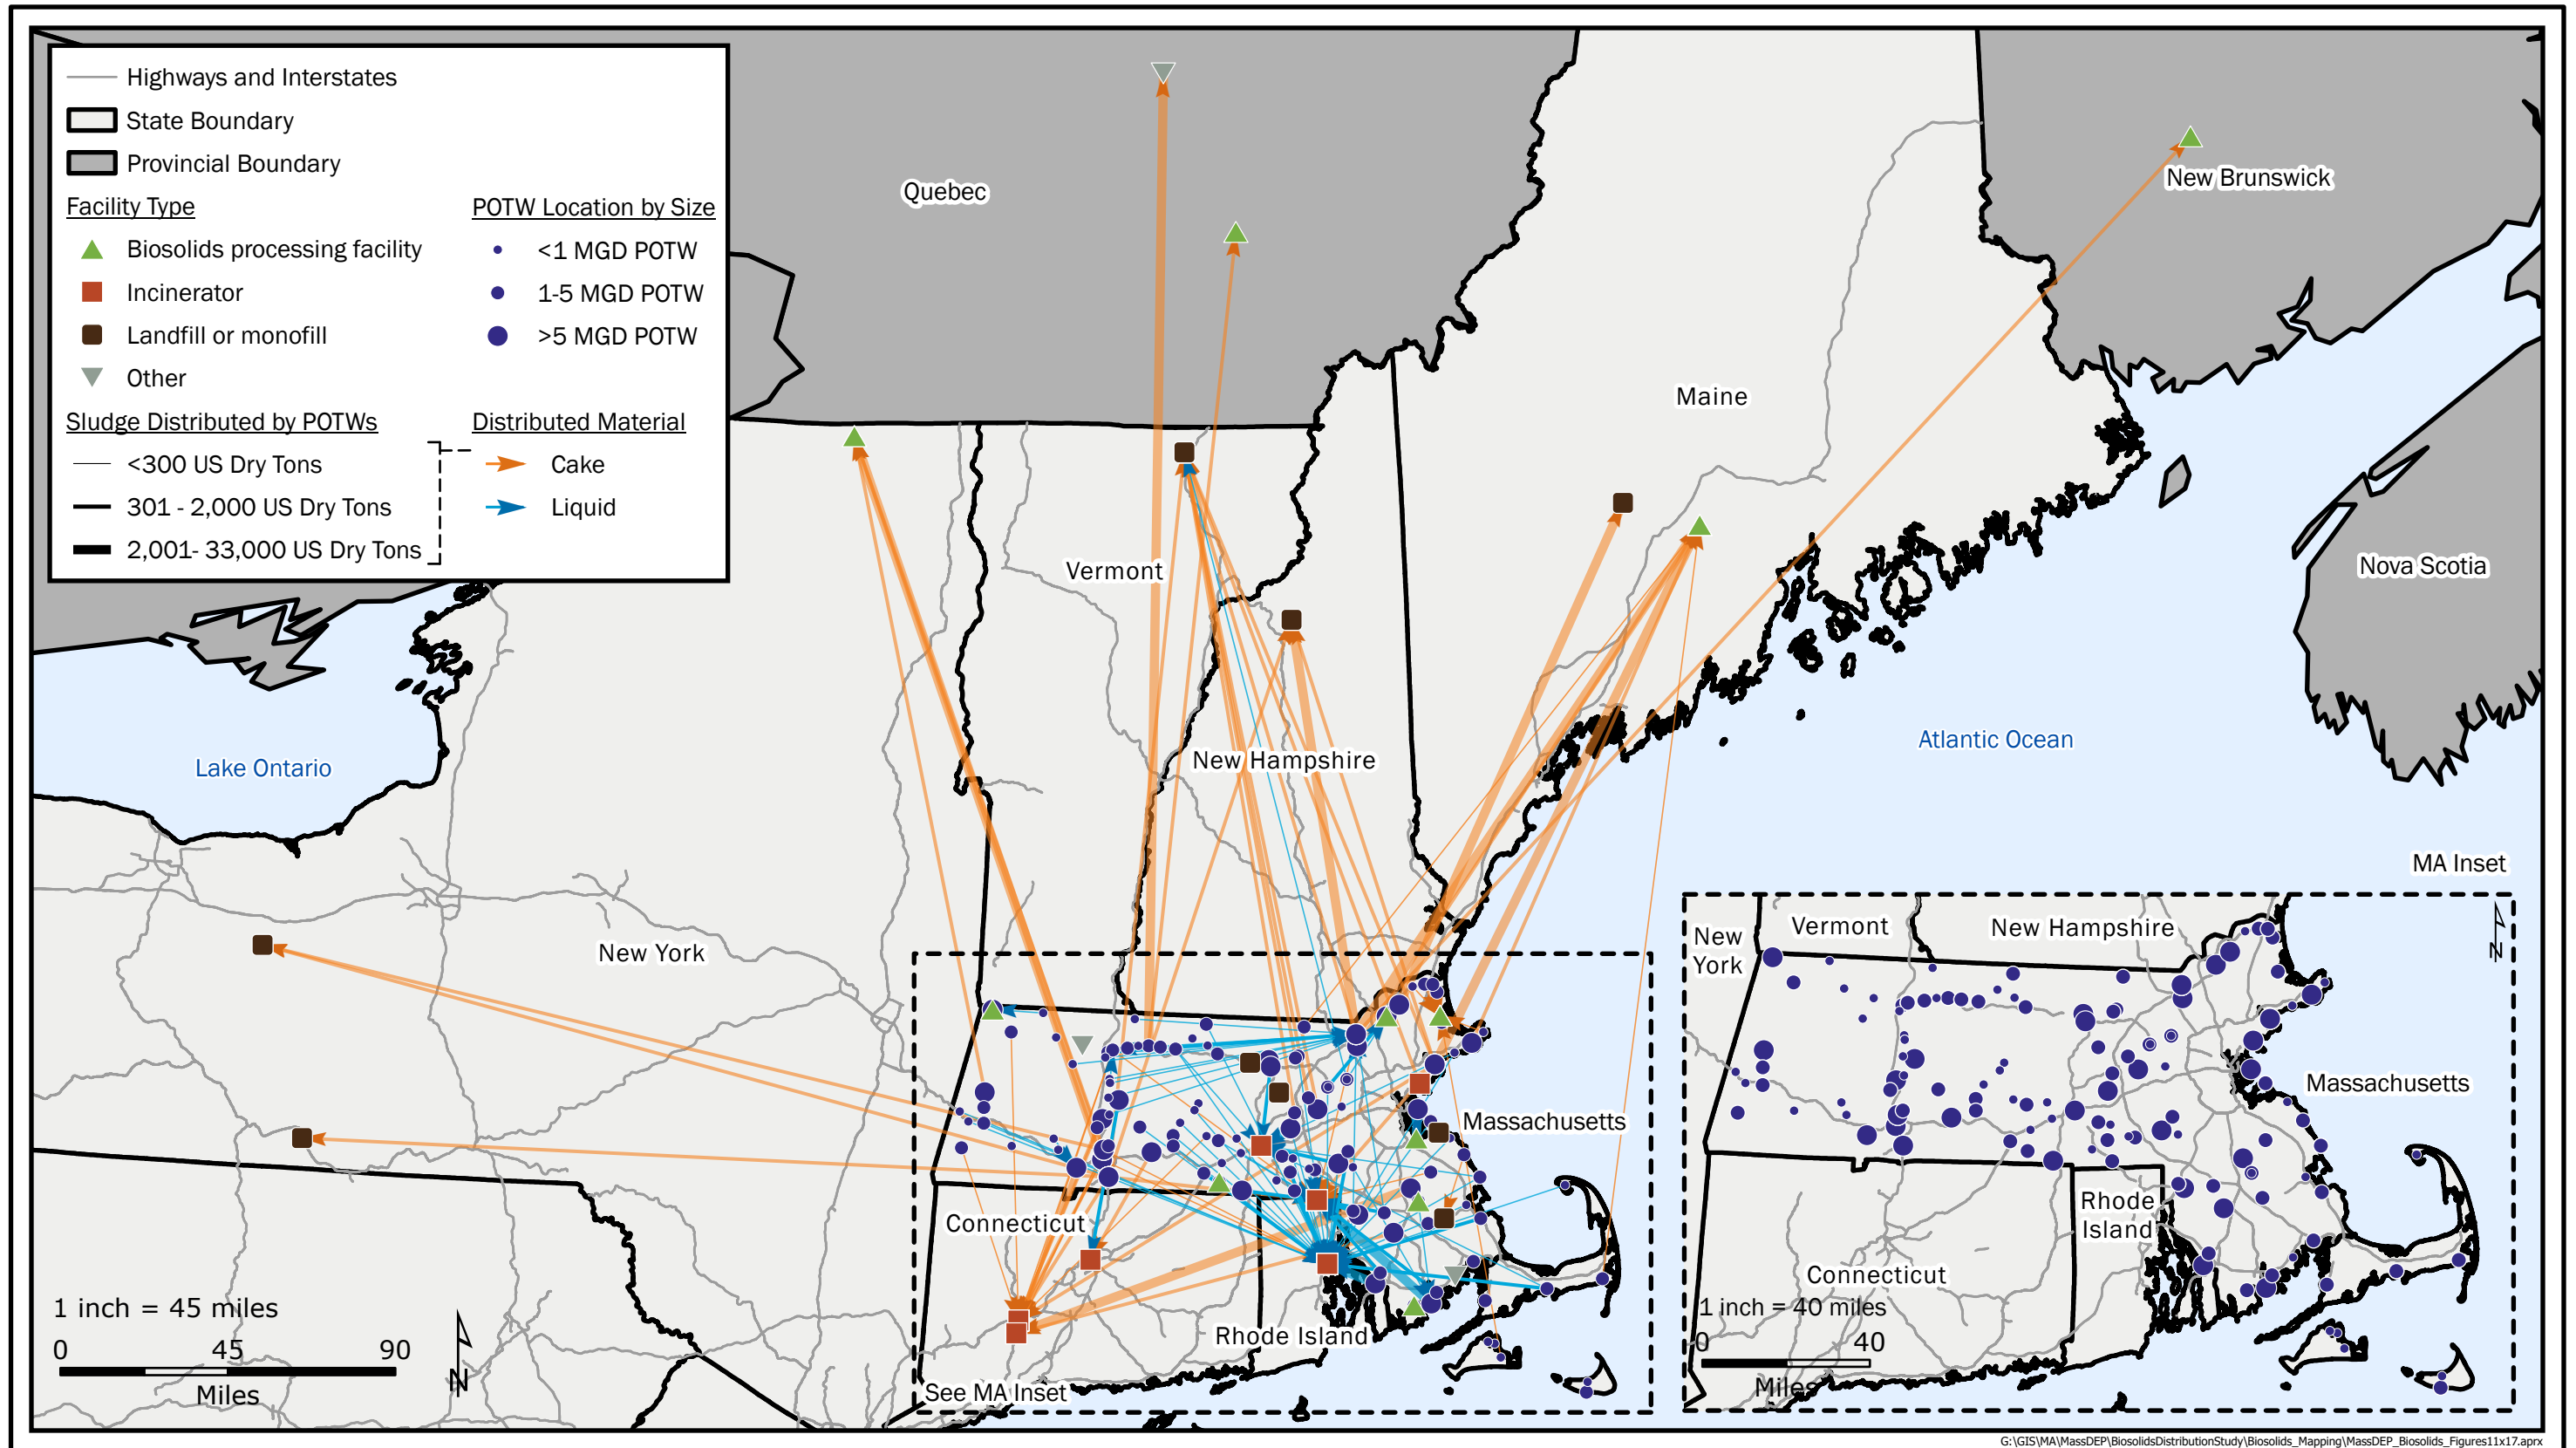 Highways and Interstates
State Boundary
Provincial Boundary
Facility Type
Biosolids processing facility
Incinerator
Landfill or monofill
Other
POTW Location by Size
<1 MGD POTW
1-5 MGD POTW
>5 MGD POTW
Sludge Distributed by POTWs
<300 US Dry Tons
301 - 2,000 US Dry Tons
2,001- 33,000 US Dry Tons
Distributed Material
Cake
Liquid
Quebec
New Brunswick
Maine
Vermont
Nova Scotia
New Hampshire
Atlantic Ocean
Lake Ontario
New York
Massachusetts
Connecticut
Rhode Island
See MA Inset
1 inch = 45 miles
0 45 90
Miles
N
MA Inset
Vermont
New Hampshire
New
York
N
Massachusetts
Rhode
Island
Connecticut
1 inch = 40 miles
0 40
Miles
G:\GIS\MA\MassDEP\BiosolidsDistributionStudy\Biosolids_Mapping\MassDEP_Biosolids_Figures11x17.aprx